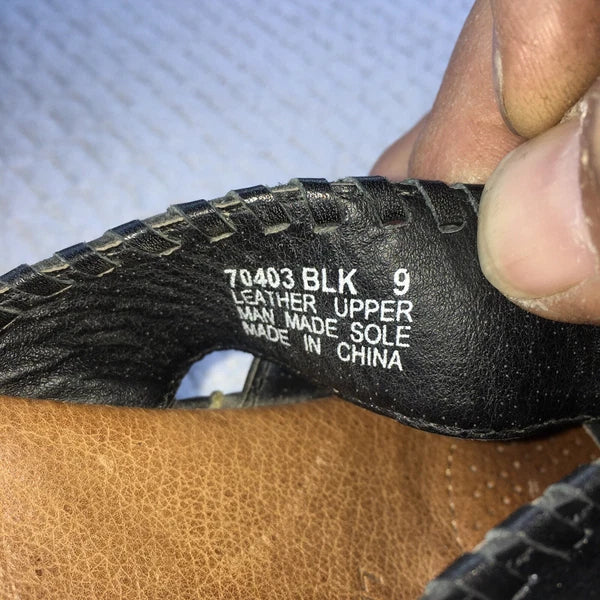 70403 BLK 9
LEATHER UPPER
MAN MADE SOLE
MADE IN CHINA